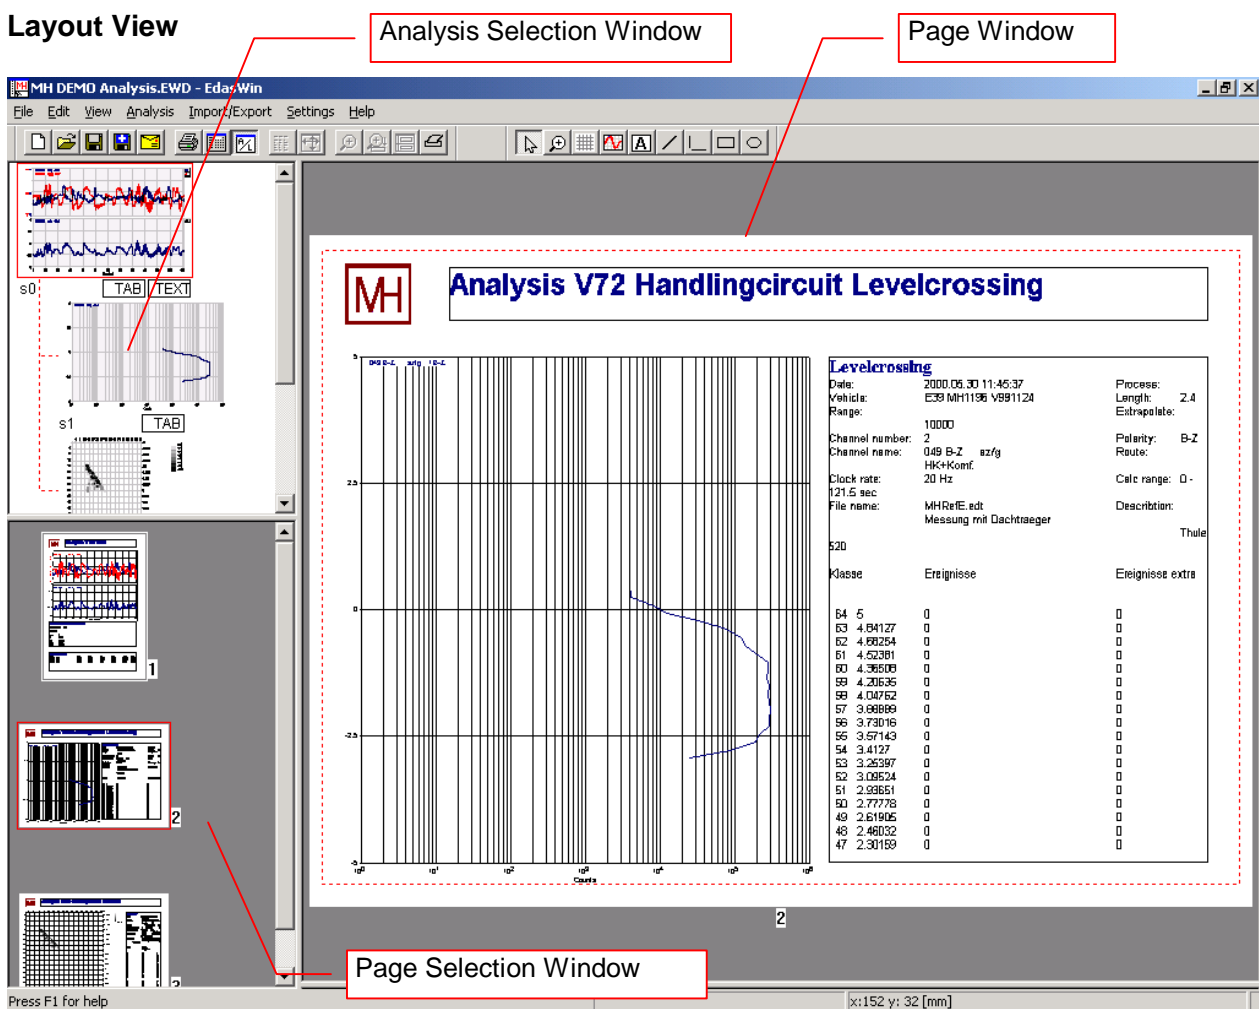 Layout View
Analysis Selection Window
Page Window
MH DEMO Analysis.EWD - EdasWin
File Edit View Analysis Import/Export Settings Help
s0
TAB TEXT
s1
TAB
1
2
MH
Analysis V72 Handlingcircuit Levelcrossing
5
2.5
0
-2.5
-5
Counts
Levelcrossing
Date: 2000.05.30 11:45:37 Process:
Vehicle: E39 MH1196 V991124 Length: 2.4
Range: Extrapolate:
10000
Channel number: 2 Polarity: B-Z
Channel name: 049 B-Z az/g Route:
HK+Komf.
Clock rate: 20 Hz Calc range: 0 -
121.5 sec
File name: MHRefE.edt Describtion:
Messung mit Dachtraeger
Thule
520
Klasse Ereignisse Ereignisse extra
64 5 0 0
63 4.84127 0 0
62 4.68254 0 0
61 4.52381 0 0
60 4.36508 0 0
59 4.20635 0 0
58 4.04762 0 0
57 3.88889 0 0
56 3.73016 0 0
55 3.57143 0 0
54 3.4127 0 0
53 3.25397 0 0
52 3.09524 0 0
51 2.93651 0 0
50 2.77778 0 0
49 2.61905 0 0
48 2.46032 0 0
47 2.30159 0 0
2
Page Selection Window
Press F1 for help
x:152 y: 32 [mm]